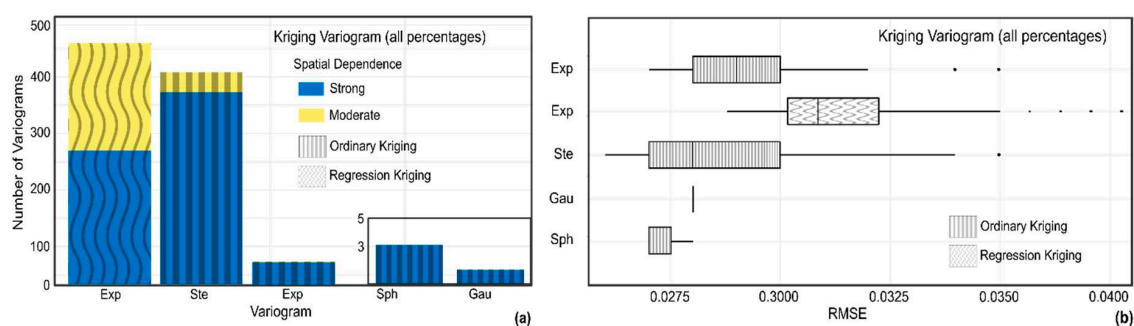 500
400
300
200
100
0
Number of Variograms
Kriging Variogram (all percentages)
Spatial Dependence
Strong
Moderate
Ordinary Kriging
Regression Kriging
5
3
Exp Ste Exp Sph Gau
Variogram
(a)
Kriging Variogram (all percentages)
Exp
Exp
Ste
Gau
Sph
Ordinary Kriging
Regression Kriging
0.0275 0.3000 0.0325 0.0350 0.0400
RMSE
(b)